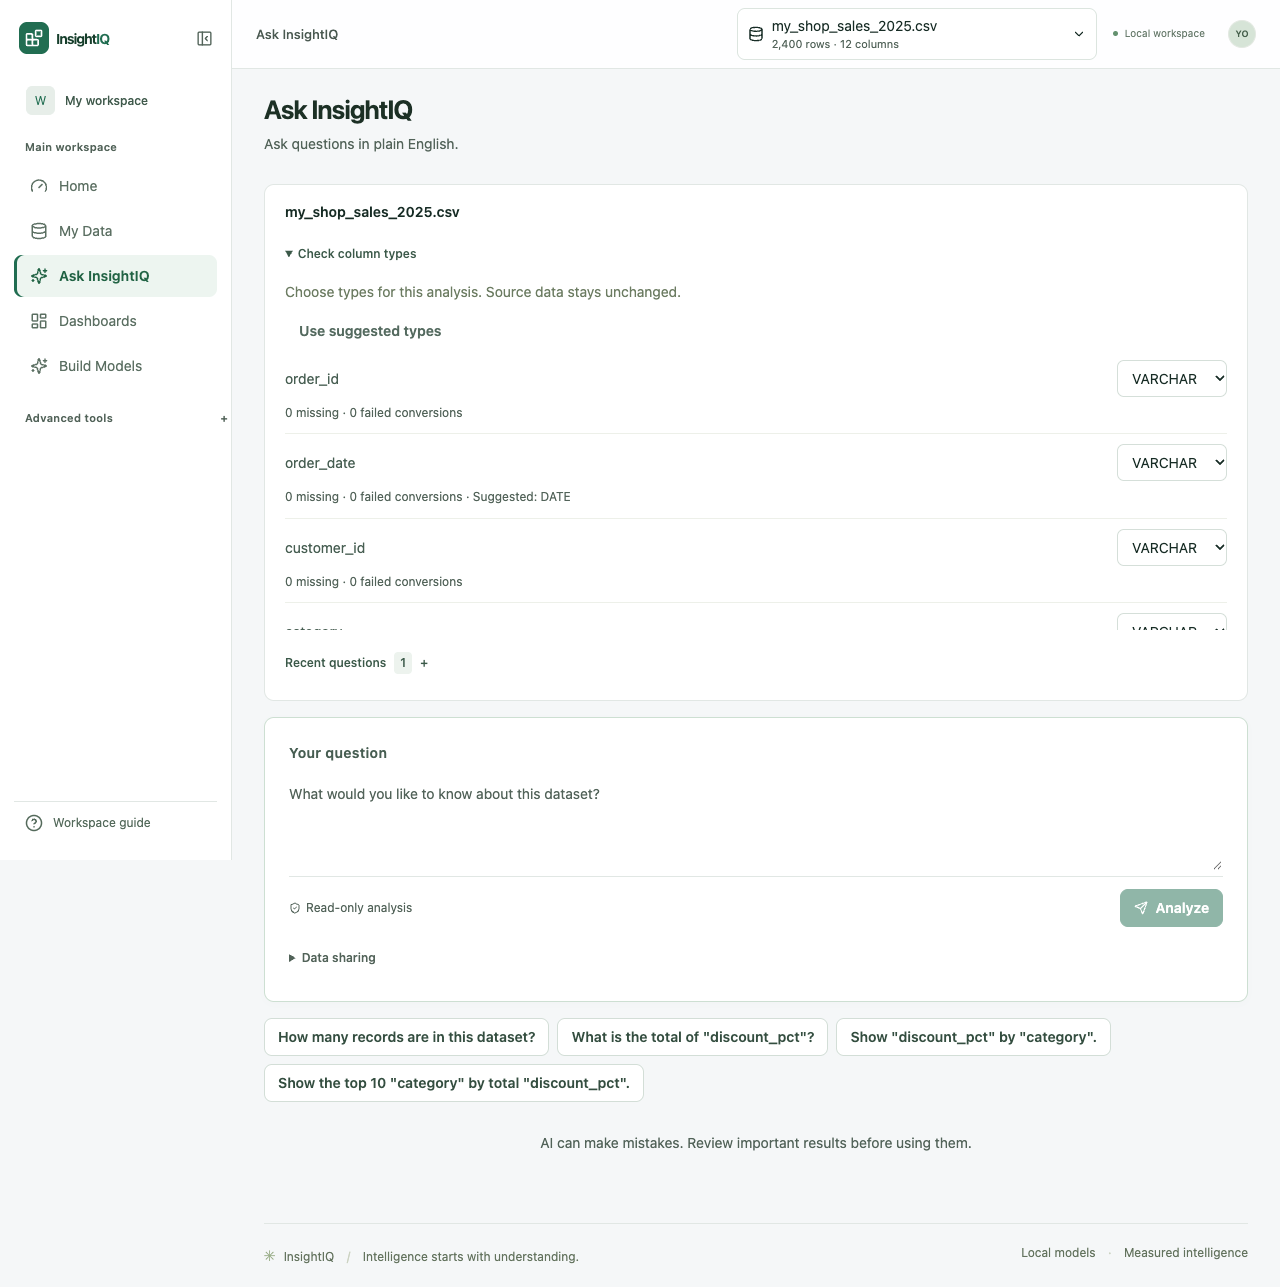 InsightIQ
W
My workspace
Main workspace
Home
My Data
Ask InsightIQ
Dashboards
Build Models
Advanced tools +
Workspace guide
Ask InsightIQ
my_shop_sales_2025.csv
2,400 rows · 12 columns
Local workspace
YO
Ask InsightIQ
Ask questions in plain English.
my_shop_sales_2025.csv
Check column types
Choose types for this analysis. Source data stays unchanged.
Use suggested types
order_id VARCHAR
0 missing · 0 failed conversions
order_date VARCHAR
0 missing · 0 failed conversions · Suggested: DATE
customer_id VARCHAR
0 missing · 0 failed conversions
category VARCHAR
Recent questions 1 +
Your question
What would you like to know about this dataset?
Read-only analysis
Analyze
Data sharing
How many records are in this dataset? What is the total of "discount_pct"? Show "discount_pct" by "category".
Show the top 10 "category" by total "discount_pct".
AI can make mistakes. Review important results before using them.
InsightIQ / Intelligence starts with understanding.
Local models · Measured intelligence